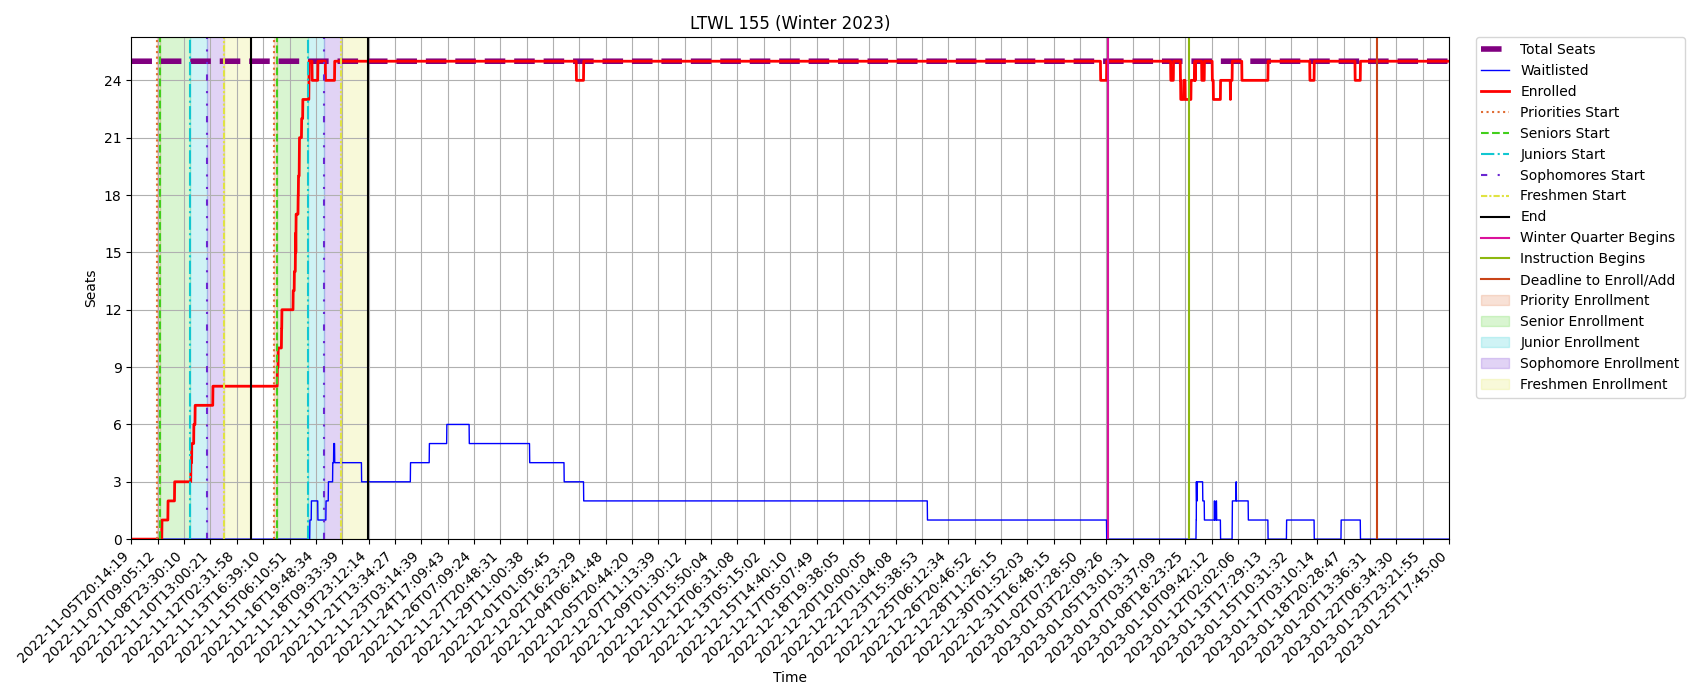 LTWL 155 (Winter 2023)
Seats
24
21
18
15
12
9
6
3
0
2022-11-05T20:14:19
2022-11-07T09:05:12
2022-11-08T23:30:10
2022-11-10T13:00:21
2022-11-12T02:31:58
2022-11-13T16:39:10
2022-11-15T06:10:51
2022-11-16T19:48:34
2022-11-18T09:33:39
2022-11-19T23:12:14
2022-11-21T13:34:27
2022-11-23T03:14:39
2022-11-24T17:09:43
2022-11-26T07:09:24
2022-11-27T20:48:31
2022-11-29T11:00:38
2022-12-01T01:05:45
2022-12-02T16:23:29
2022-12-04T06:41:48
2022-12-05T20:44:20
2022-12-07T11:13:39
2022-12-09T01:30:12
2022-12-10T15:50:04
2022-12-12T06:31:08
2022-12-13T05:15:02
2022-12-15T14:40:10
2022-12-17T05:07:49
2022-12-18T19:38:05
2022-12-20T10:00:05
2022-12-22T01:04:08
2022-12-23T15:38:53
2022-12-25T06:12:34
2022-12-26T20:46:52
2022-12-28T11:26:15
2022-12-30T01:52:03
2022-12-31T16:48:15
2023-01-02T07:28:50
2023-01-03T22:09:26
2023-01-05T13:01:31
2023-01-07T03:37:09
2023-01-08T18:23:25
2023-01-10T09:42:12
2023-01-12T02:02:06
2023-01-13T17:29:13
2023-01-15T10:31:32
2023-01-17T03:10:14
2023-01-18T20:28:47
2023-01-20T13:36:31
2023-01-22T06:34:30
2023-01-23T23:21:55
2023-01-25T17:45:00
Time
Total Seats
Waitlisted
Enrolled
Priorities Start
Seniors Start
Juniors Start
Sophomores Start
Freshmen Start
End
Winter Quarter Begins
Instruction Begins
Deadline to Enroll/Add
Priority Enrollment
Senior Enrollment
Junior Enrollment
Sophomore Enrollment
Freshmen Enrollment